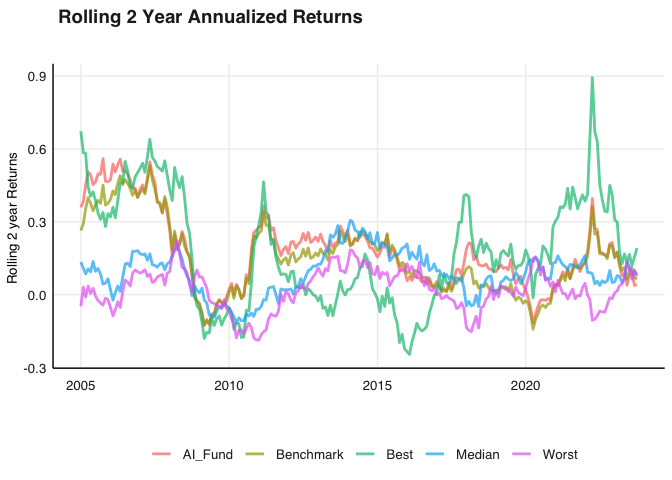 Rolling 2 Year Annualized Returns
Rolling 2 year Returns
0.9
0.6
0.3
0.0
-0.3
2005 2010 2015 2020
AI_Fund Benchmark Best Median Worst